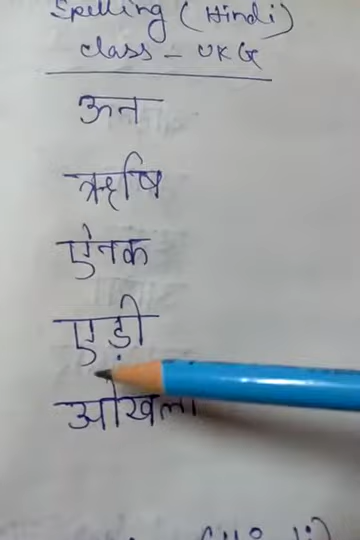 Spelling (Hindi)
class - UKG
ऊन
ऋषि
ऐनक
एड़ी
ओखली